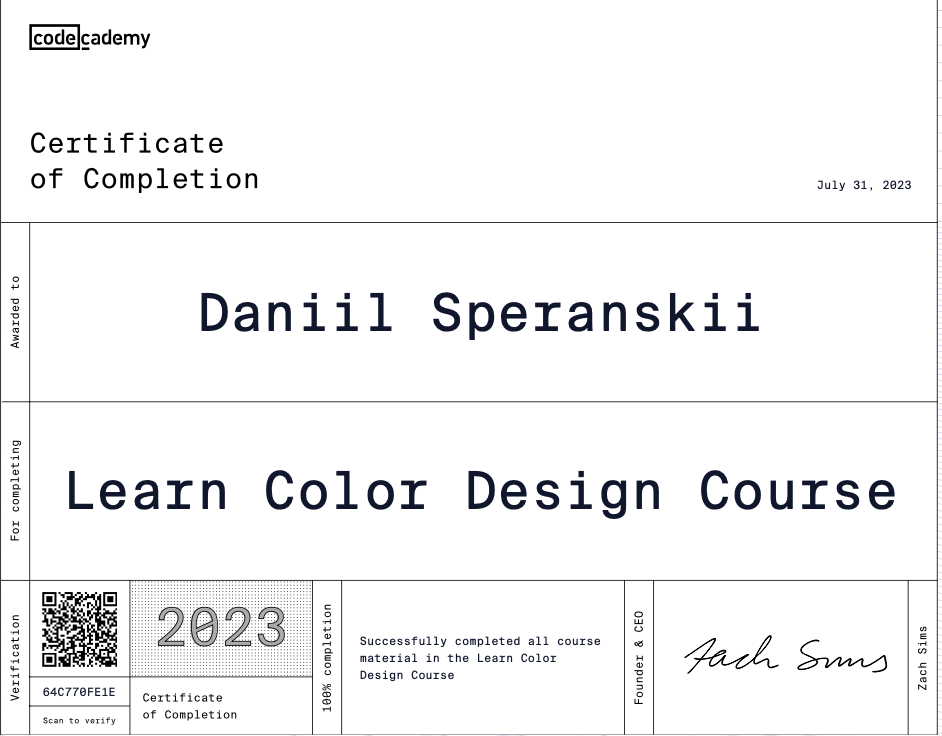 codecademy
Certificate
of Completion
July 31, 2023
Awarded to
Daniil Speranskii
For completing
Learn Color Design Course
Verification
64C770FE1E
Scan to verify
2023
Certificate
of Completion
100% completion
Successfully completed all course
material in the Learn Color
Design Course
Founder & CEO
Zach Sims
Zach Sims